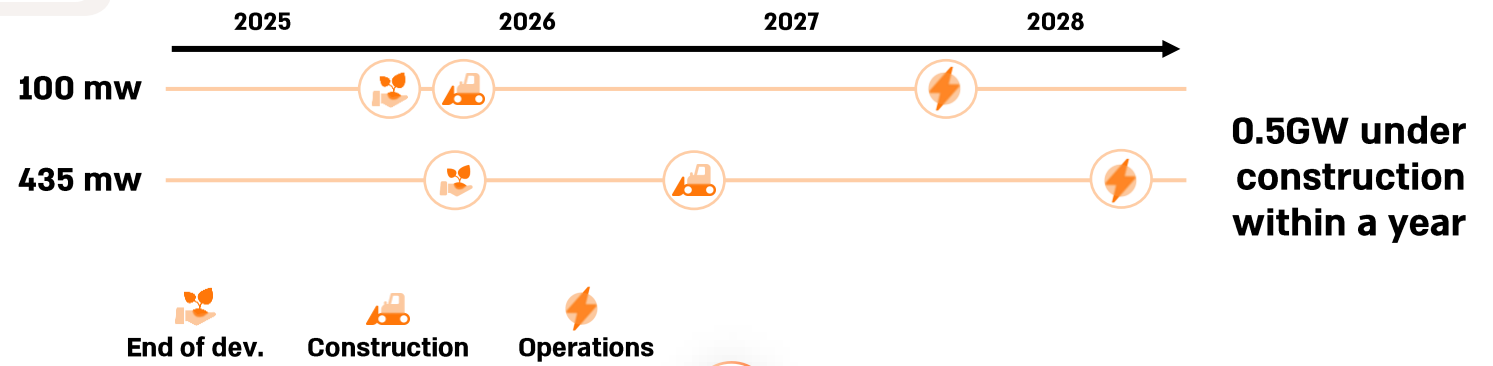 2025 2026 2027 2028
100 mw
435 mw
0.5GW under
construction
within a year
End of dev. Construction Operations